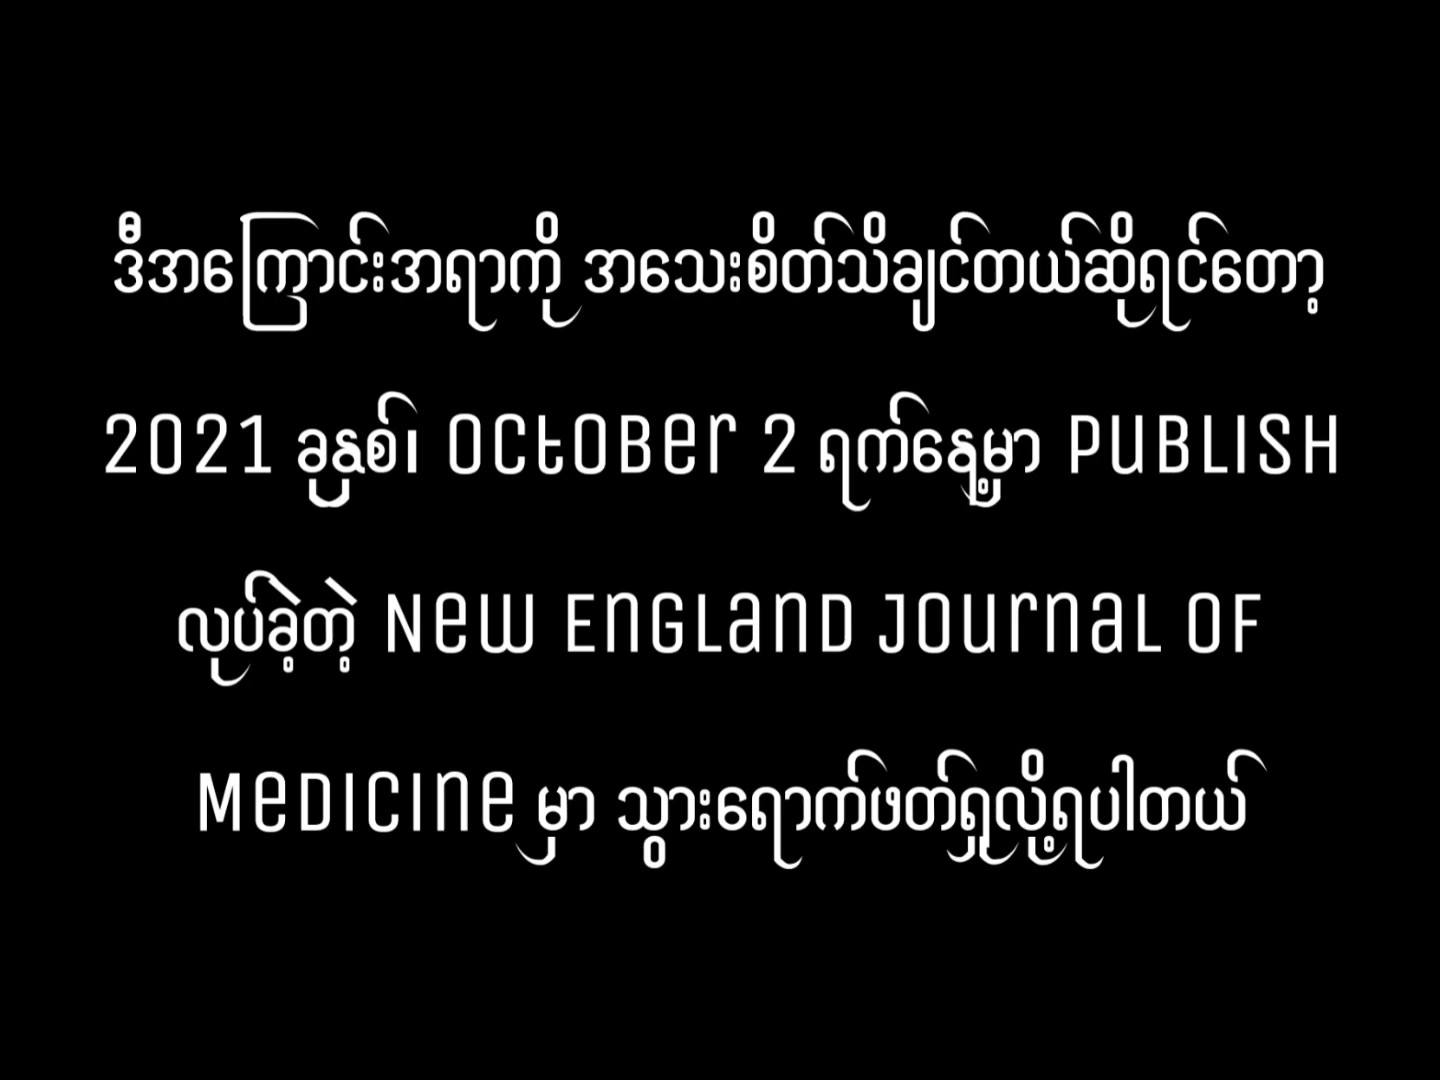 ဒီအကြောင်းအရာကို အသေးစိတ်သိချင်တယ်ဆိုရင်တော့
2021 ခုနှစ်၊ October 2 ရက်နေ့မှာ PUBLISH
လုပ်ခဲ့တဲ့ New England Journal of
Medicine မှာ သွားရောက်ဖတ်ရှုလို့ရပါတယ်